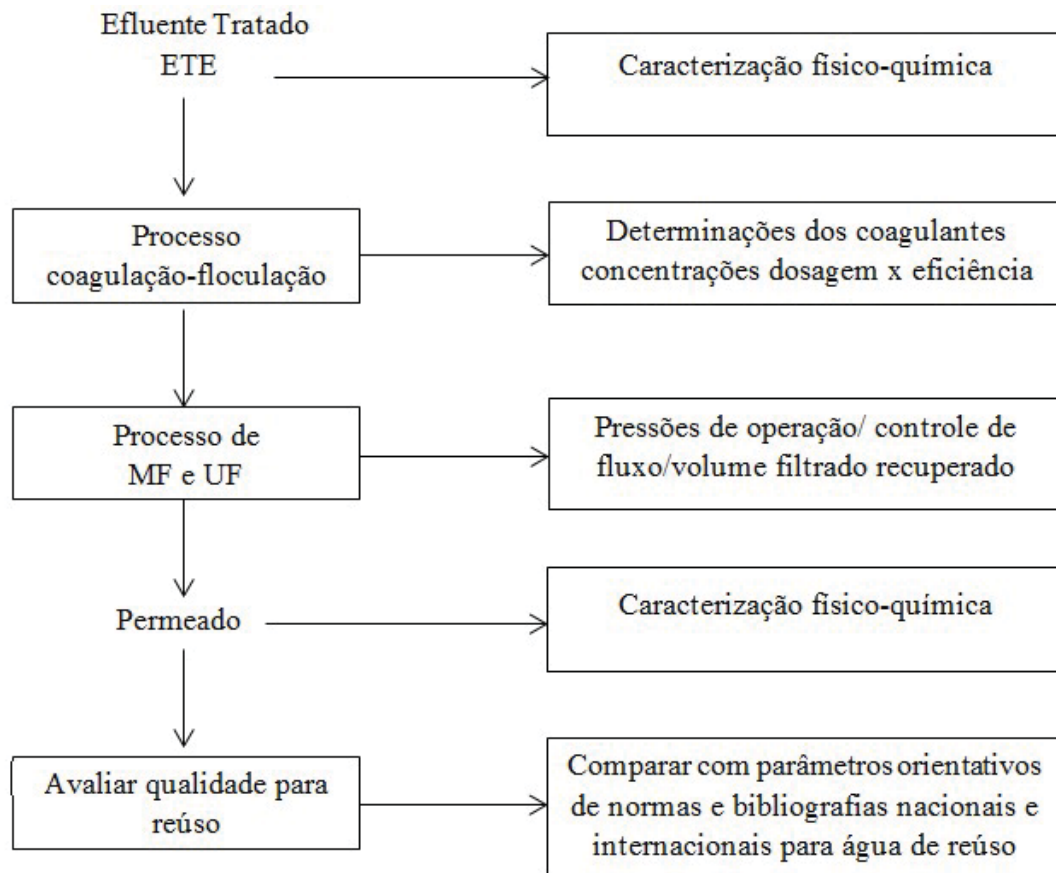 Efluente Tratado
ETE
Caracterização físico-química
Processo
coagulação-floculação
Determinações dos coagulantes
concentrações dosagem x eficiência
Processo de
MF e UF
Pressões de operação/ controle de
fluxo/volume filtrado recuperado
Permeado
Caracterização físico-química
Avaliar qualidade para
reúso
Comparar com parâmetros orientativos
de normas e bibliografias nacionais e
internacionais para água de reúso